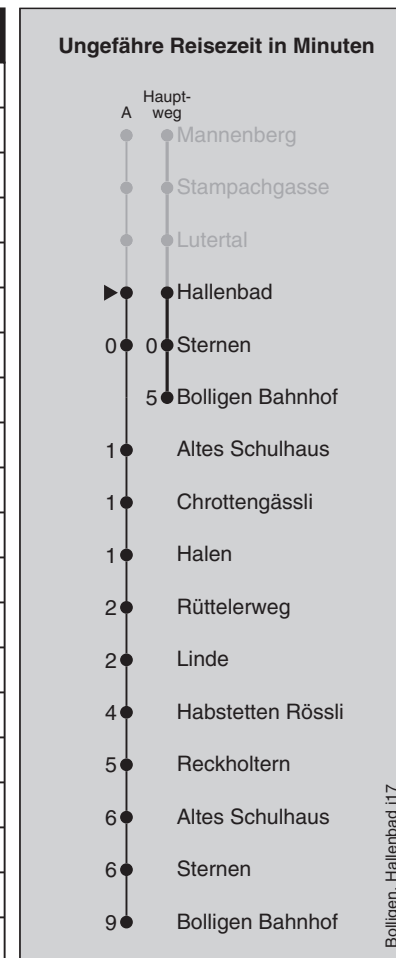 Ungefähre Reisezeit in Minuten
A Haupt-
weg
Mannenberg
Stampachgasse
Lutertal
Hallenbad
0 0 Sternen
5 Bolligen Bahnhof
1 Altes Schulhaus
1 Chrottengässli
1 Halen
2 Rüttelerweg
2 Linde
4 Habstetten Rössli
5 Reckholtern
6 Altes Schulhaus
6 Sternen
9 Bolligen Bahnhof
Bolligen, Hallenbad i17